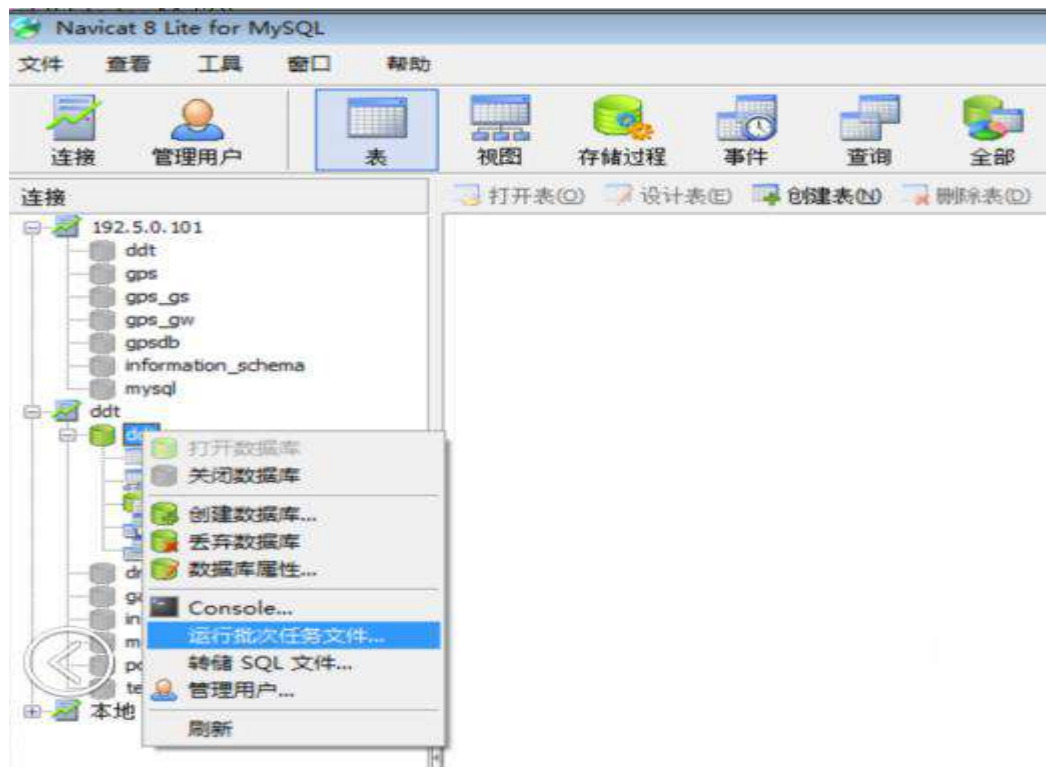 Navicat 8 Lite for MySQL
文件 查看 工具 窗口 帮助
连接 管理用户 表 视图 存储过程 事件 查询 全部
连接
打开表(O) 设计表(E) 创建表(N) 删除表(D)
192.5.0.101
ddt
gps
gps_gs
gps_gw
gpsdb
information_schema
mysql
ddt
打开数据库
关闭数据库
创建数据库...
丢弃数据库
数据库属性...
Console...
运行批次任务文件...
转储 SQL 文件...
管理用户...
刷新
本地